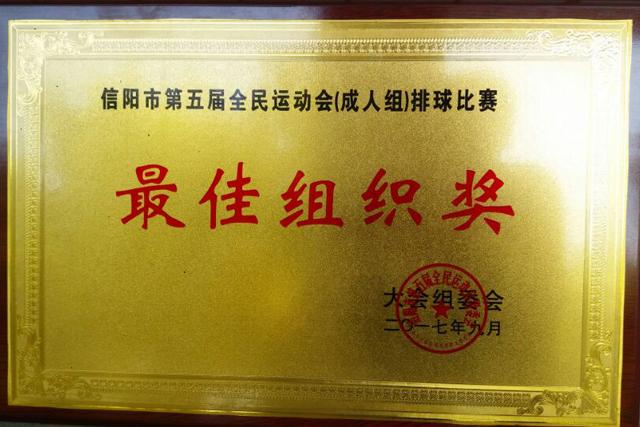 信阳市第五届全民运动会(成人组)排球比赛
最佳组织奖
大会组委会
二〇一七年九月